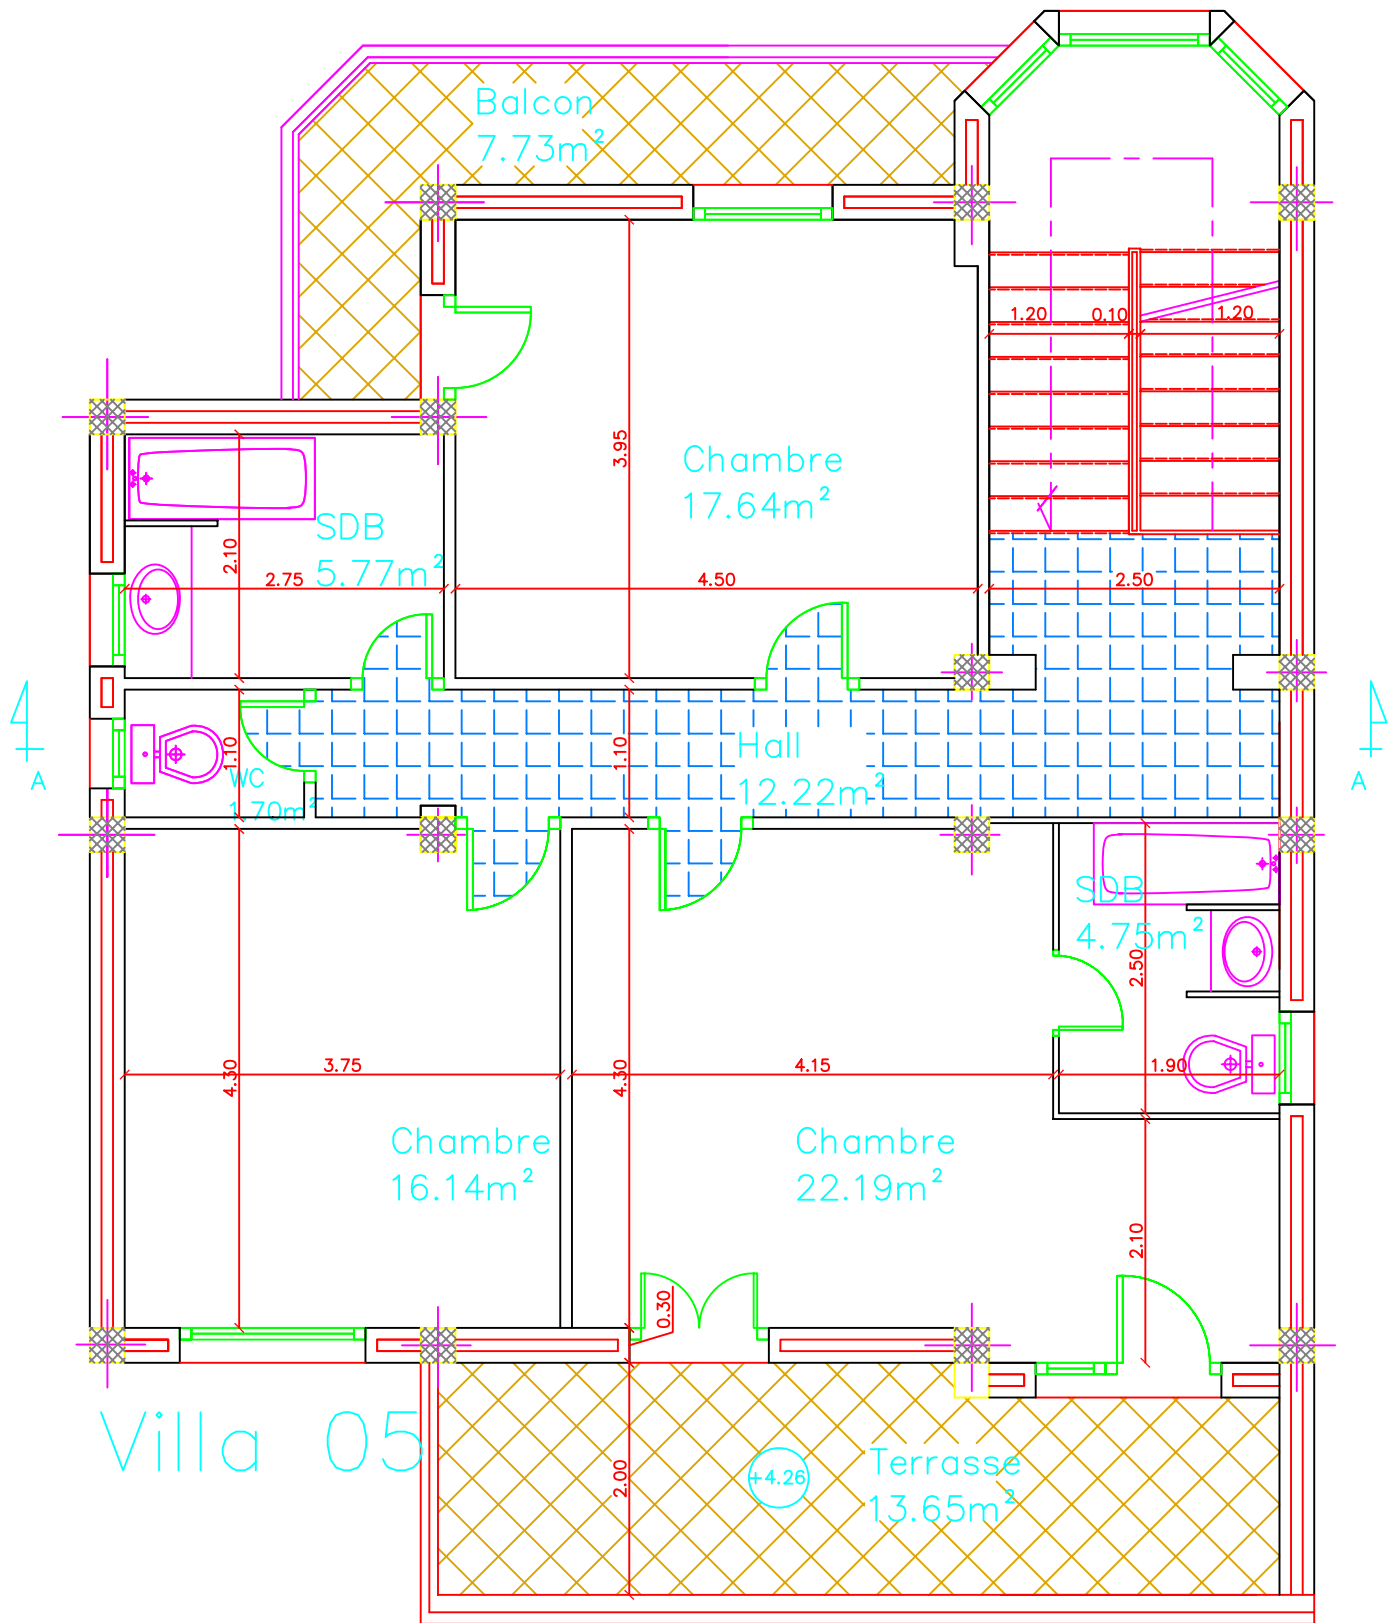 Balcon
7.73m²
1.20
0.10
1.20
3.95
Chambre
17.64m²
SDB
5.77m²
2.10
2.75
4.50
2.50
A
1.10
WC
1.70m²
1.10
Hall
12.22m²
A
SDB
4.75m²
2.50
4.30
3.75
4.30
4.15
1.90
Chambre
16.14m²
Chambre
22.19m²
2.10
0.30
Villa 05
2.00
+4.26
Terrasse
13.65m²